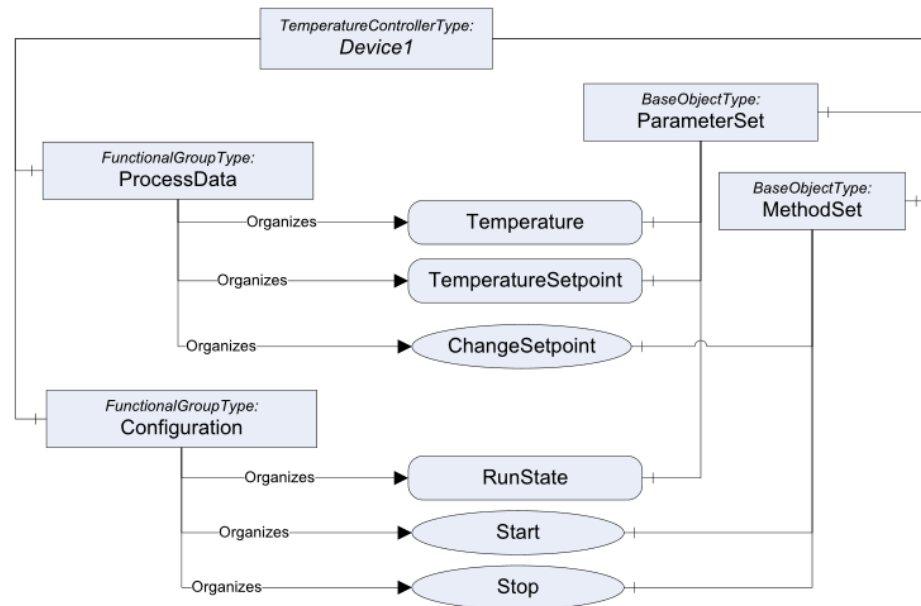 TemperatureControllerType:
Device1
BaseObjectType:
ParameterSet
FunctionalGroupType:
ProcessData
BaseObjectType:
MethodSet
Organizes
Temperature
Organizes
TemperatureSetpoint
Organizes
ChangeSetpoint
FunctionalGroupType:
Configuration
Organizes
RunState
Organizes
Start
Organizes
Stop